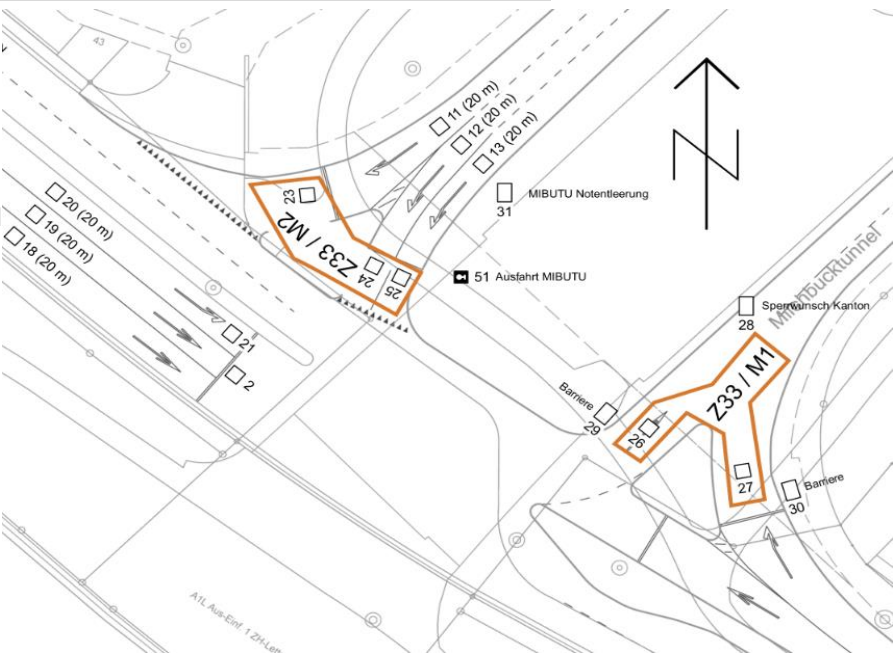 43
11 (20 m)
12 (20 m)
13 (20 m)
N
20 (20 m)
19 (20 m)
18 (20 m)
23
Z33 / M2
24
25
31
MIBUTU Notentleerung
51 Ausfahrt MIBUTU
21
2
28
Sperrwunsch Kanton
Milchbucktunnel
Z33 / M1
Barriere
29
26
27
Barriere
30
A1L Aus-Einf. 1 ZH-Lett